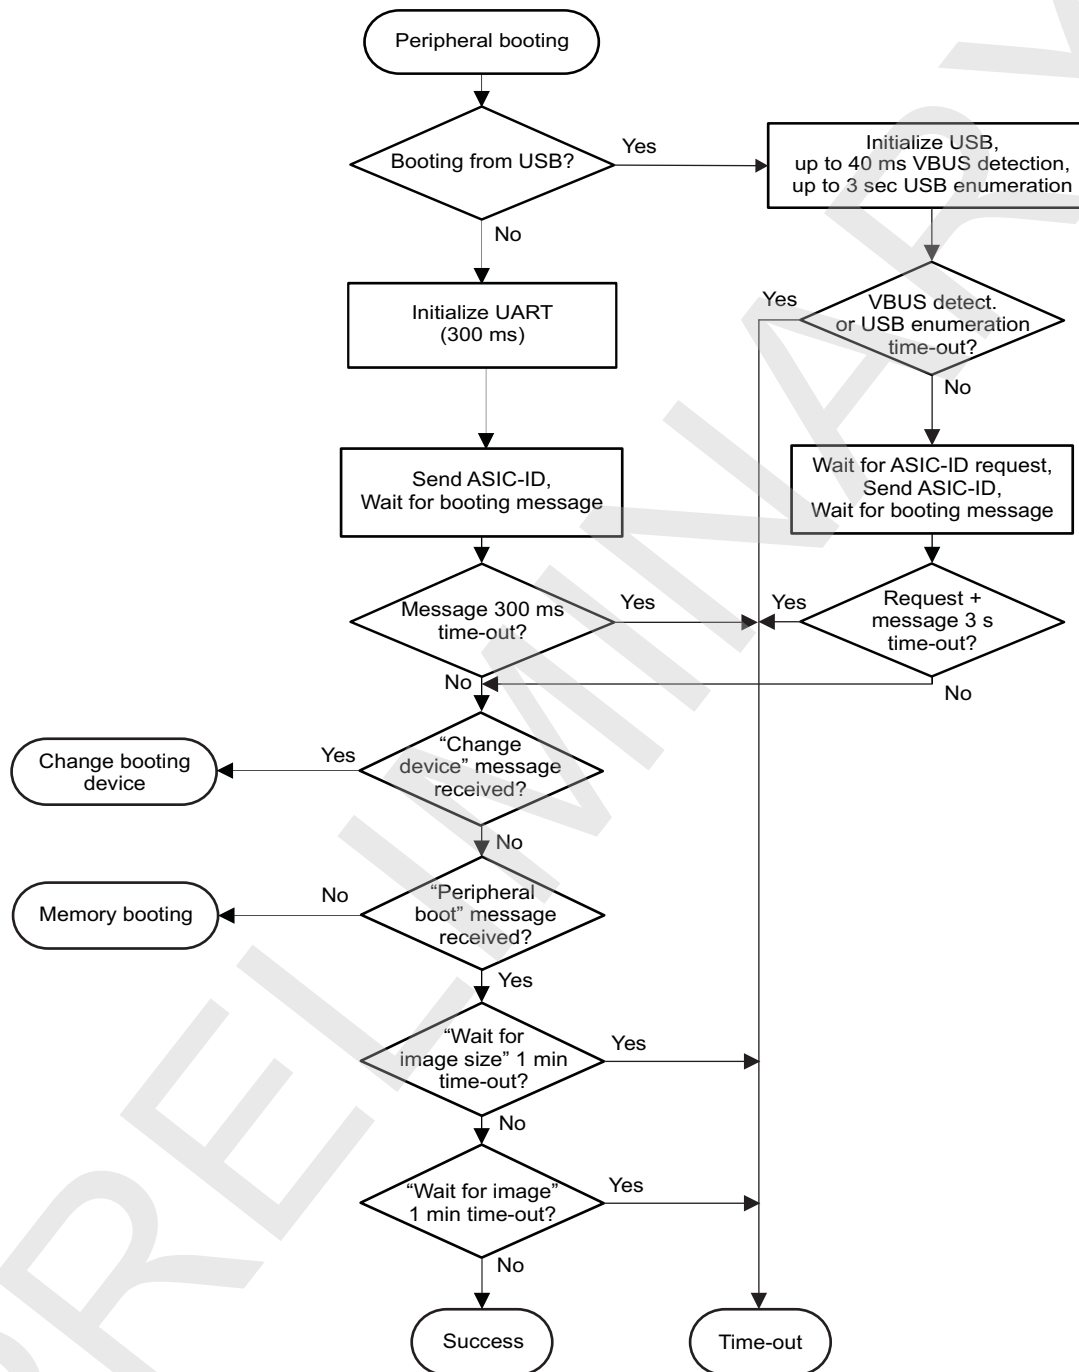 Peripheral booting
Booting from USB?
Yes
Initialize USB,
up to 40 ms VBUS detection,
up to 3 sec USB enumeration
No
Initialize UART
(300 ms)
Yes
VBUS detect.
or USB enumeration
time-out?
No
Send ASIC-ID,
Wait for booting message
Wait for ASIC-ID request,
Send ASIC-ID,
Wait for booting message
Message 300 ms
time-out?
Yes
Yes
Request +
message 3 s
time-out?
No
No
“Change
device” message
received?
Yes
Change booting
device
No
“Peripheral
boot” message
received?
No
Memory booting
Yes
“Wait for
image size” 1 min
time-out?
Yes
No
“Wait for image”
1 min time-out?
Yes
No
Success
Time-out
PRELIMINARY